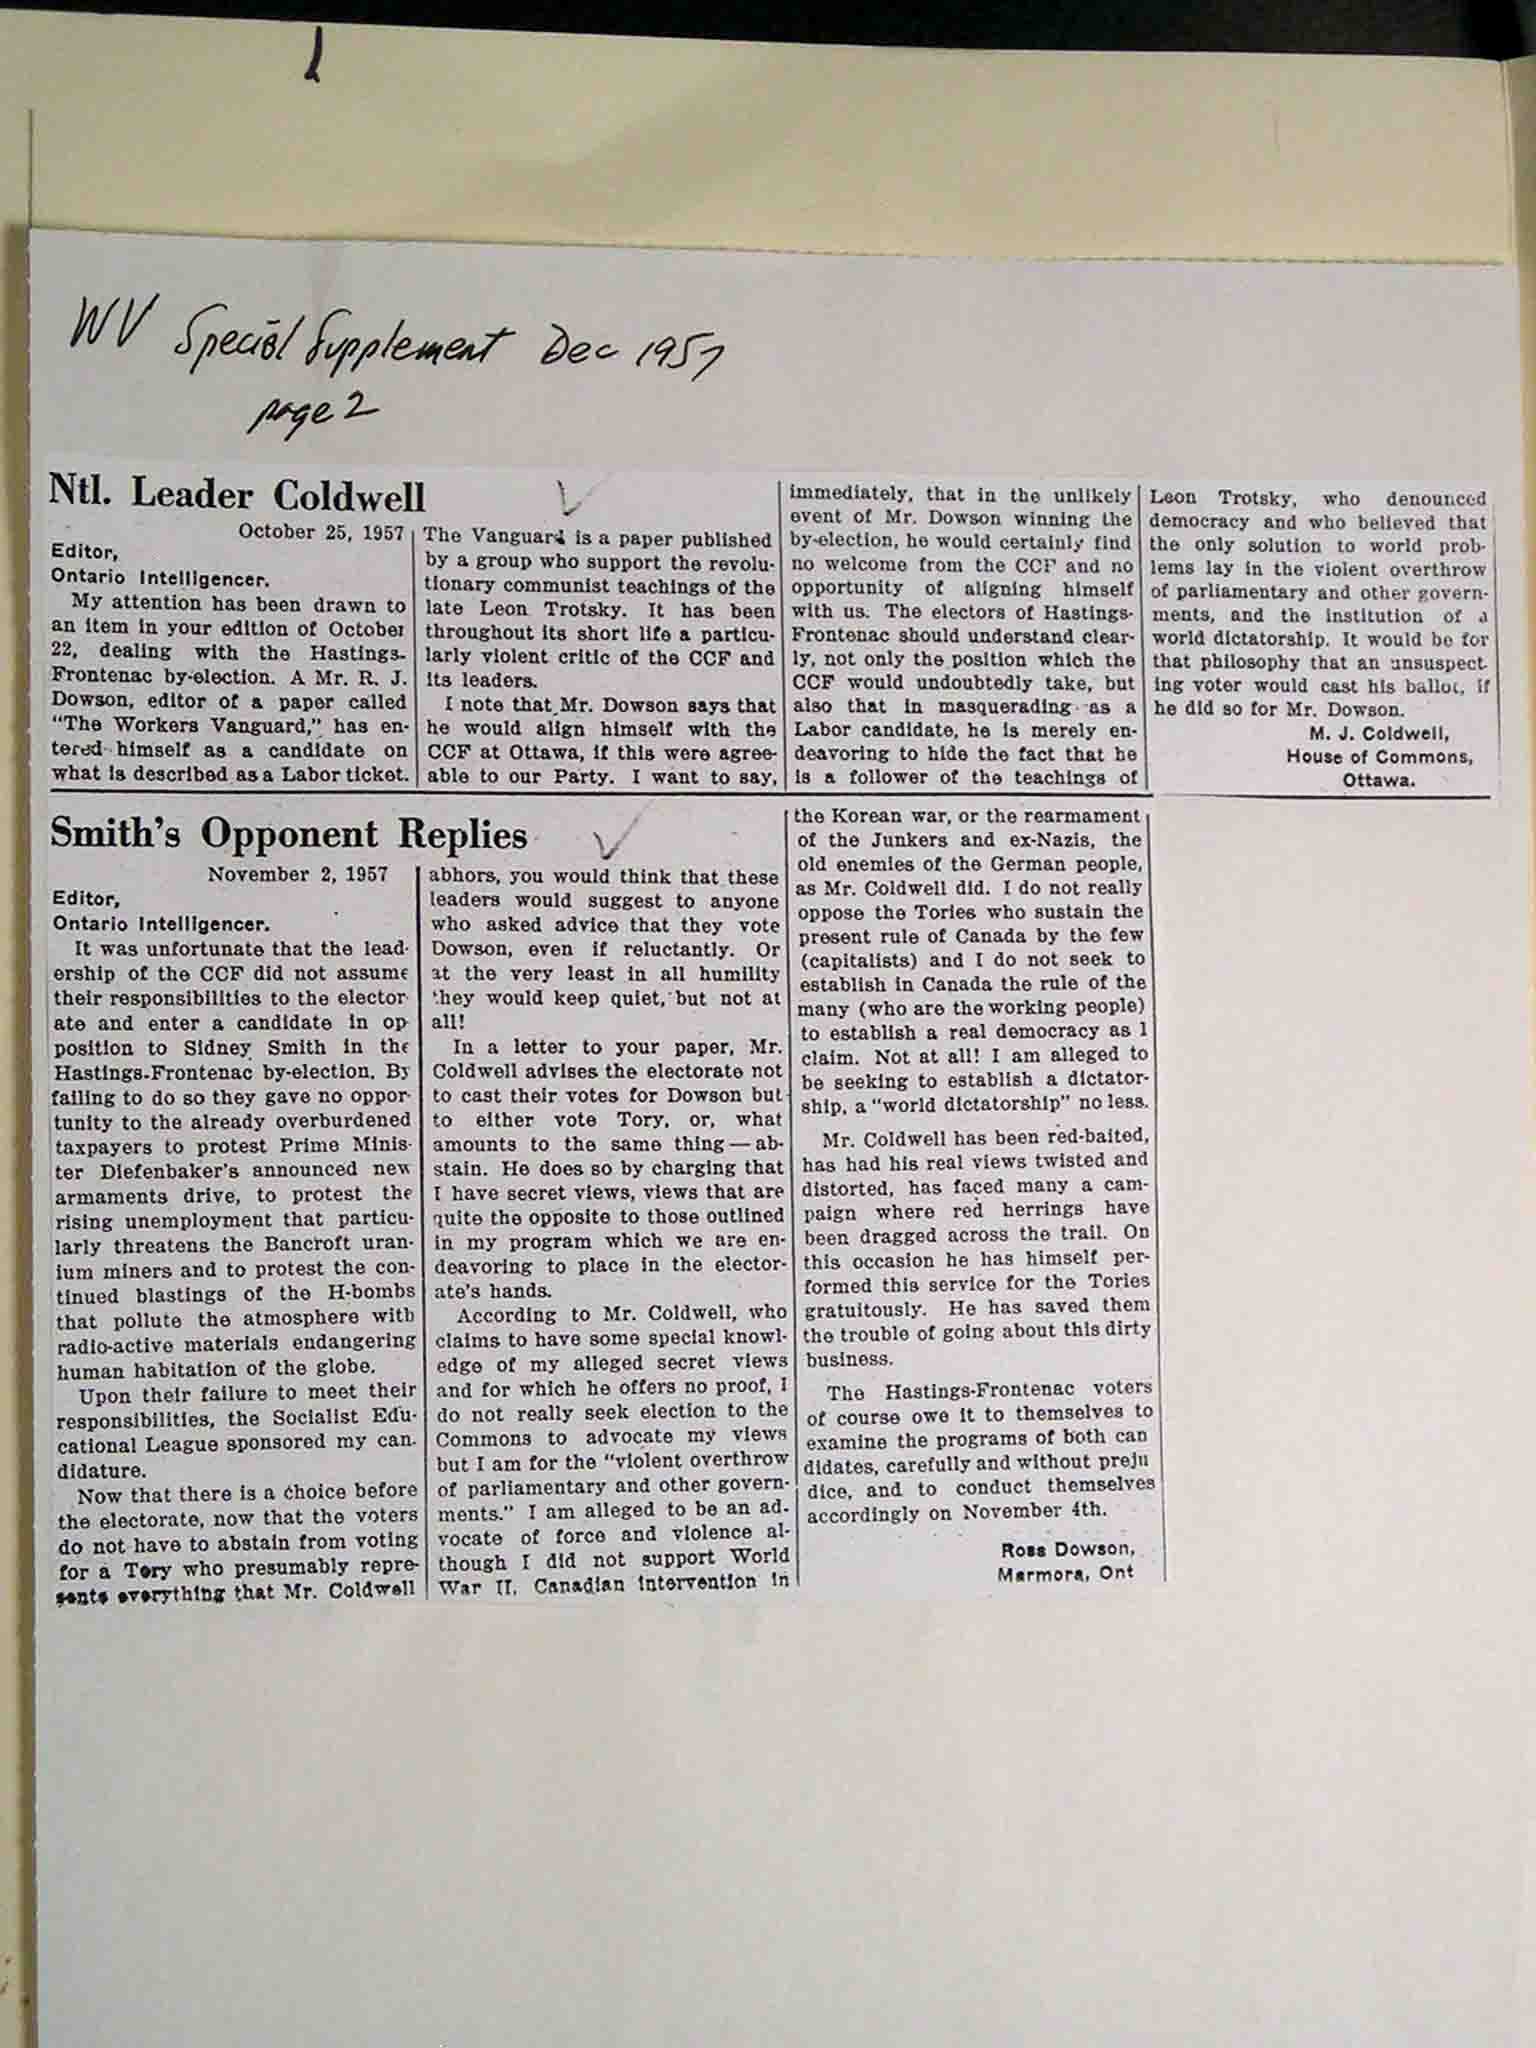 WV Special Supplement Dec 1957
page 2
Ntl. Leader Coldwell
October 25, 1957
Editor,
Ontario Intelligencer.
My attention has been drawn to
an item in your edition of October
22, dealing with the Hastings-
Frontenac by-election. A Mr. R. J.
Dowson, editor of a paper called
"The Workers Vanguard," has en-
tered himself as a candidate on
what is described as a Labor ticket.
The Vanguard is a paper published
by a group who support the revolu-
tionary communist teachings of the
late Leon Trotsky. It has been
throughout its short life a particu-
larly violent critic of the CCF and
its leaders.
I note that Mr. Dowson says that
he would align himself with the
CCF at Ottawa, if this were agree-
able to our Party. I want to say,
immediately, that in the unlikely
event of Mr. Dowson winning the
by-election, he would certainly find
no welcome from the CCF and no
opportunity of aligning himself
with us. The electors of Hastings-
Frontenac should understand clear-
ly, not only the position which the
CCF would undoubtedly take, but
also that in masquerading as a
Labor candidate, he is merely en-
deavoring to hide the fact that he
is a follower of the teachings of
Leon Trotsky, who denounced
democracy and who believed that
the only solution to world prob-
lems lay in the violent overthrow
of parliamentary and other govern-
ments, and the institution of a
world dictatorship. It would be for
that philosophy that an unsuspect-
ing voter would cast his ballot, if
he did so for Mr. Dowson.
M. J. Coldwell,
House of Commons,
Ottawa.
Smith's Opponent Replies
November 2, 1957
Editor,
Ontario Intelligencer.
It was unfortunate that the lead-
ership of the CCF did not assume
their responsibilities to the elector-
ate and enter a candidate in op-
position to Sidney Smith in the
Hastings-Frontenac by-election. By
failing to do so they gave no oppor-
tunity to the already overburdened
taxpayers to protest Prime Minis-
ter Diefenbaker's announced new
armaments drive, to protest the
rising unemployment that particu-
larly threatens the Bancroft uran-
ium miners and to protest the con-
tinued blastings of the H-bombs
that pollute the atmosphere with
radio-active materials endangering
human habitation of the globe.
Upon their failure to meet their
responsibilities, the Socialist Edu-
cational League sponsored my can-
didature.
Now that there is a choice before
the electorate, now that the voters
do not have to abstain from voting
for a Tory who presumably repre-
sents everything that Mr. Coldwell
abhors, you would think that these
leaders would suggest to anyone
who asked advice that they vote
Dowson, even if reluctantly. Or
at the very least in all humility
they would keep quiet, but not at
all!
In a letter to your paper, Mr.
Coldwell advises the electorate not
to cast their votes for Dowson but
to either vote Tory, or, what
amounts to the same thing — ab-
stain. He does so by charging that
I have secret views, views that are
quite the opposite to those outlined
in my program which we are en-
deavoring to place in the elector-
ate's hands.
According to Mr. Coldwell, who
claims to have some special knowl-
edge of my alleged secret views
and for which he offers no proof, I
do not really seek election to the
Commons to advocate my views
but I am for the "violent overthrow
of parliamentary and other govern-
ments." I am alleged to be an ad-
vocate of force and violence al-
though I did not support World
War II, Canadian intervention in
the Korean war, or the rearmament
of the Junkers and ex-Nazis, the
old enemies of the German people,
as Mr. Coldwell did. I do not really
oppose the Tories who sustain the
present rule of Canada by the few
(capitalists) and I do not seek to
establish in Canada the rule of the
many (who are the working people)
to establish a real democracy as I
claim. Not at all! I am alleged to
be seeking to establish a dictator-
ship, a "world dictatorship" no less.
Mr. Coldwell has been red-baited,
has had his real views twisted and
distorted, has faced many a cam-
paign where red herrings have
been dragged across the trail. On
this occasion he has himself per-
formed this service for the Tories
gratuitously. He has saved them
the trouble of going about this dirty
business.
The Hastings-Frontenac voters
of course owe it to themselves to
examine the programs of both can
didates, carefully and without preju
dice, and to conduct themselves
accordingly on November 4th.
Ross Dowson,
Marmora, Ont